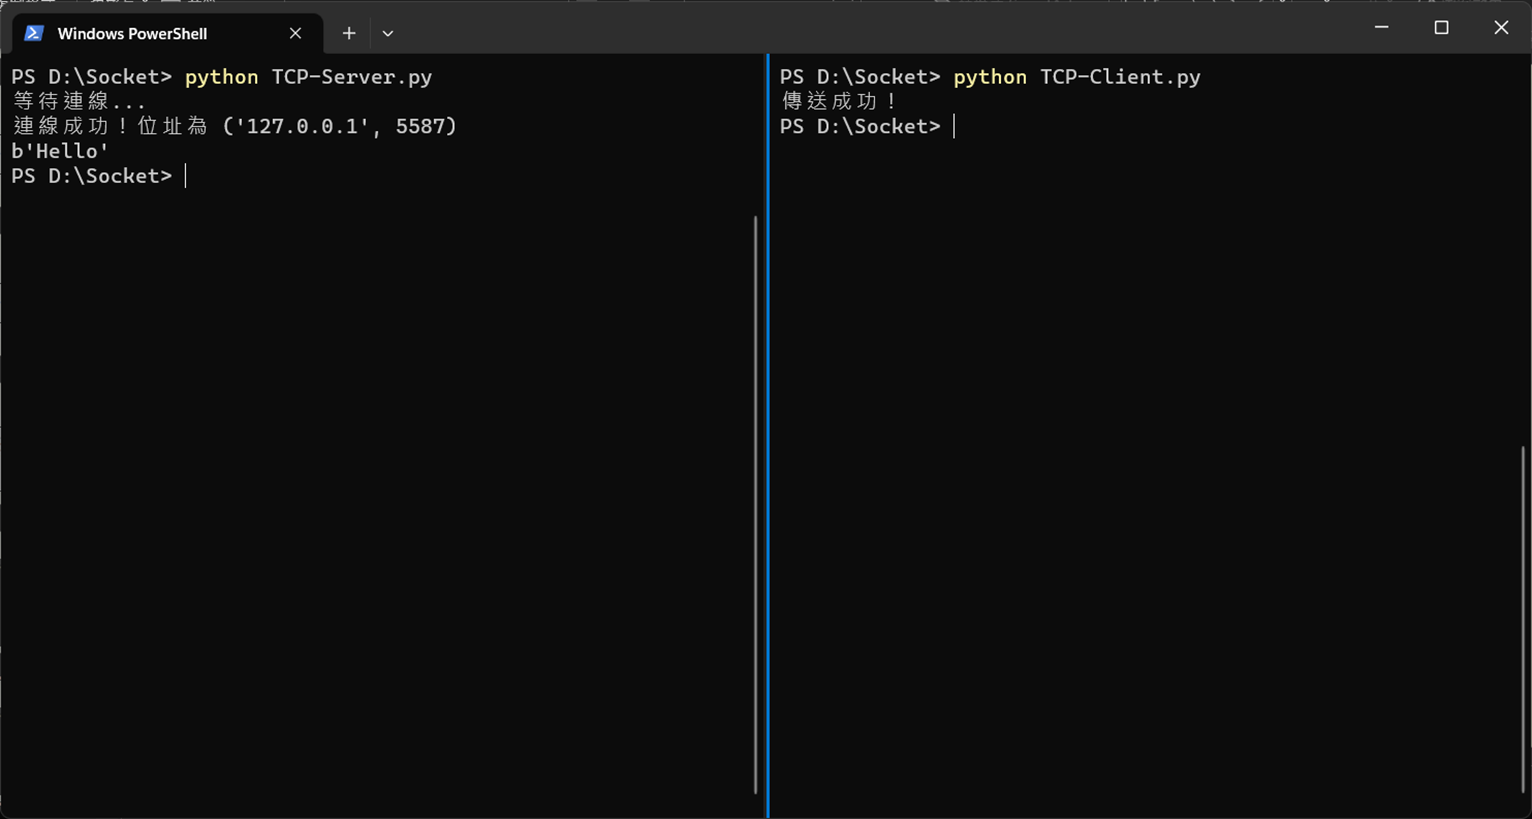 Windows PowerShell
PS D:\Socket> python TCP-Server.py
等待連線...
連線成功！位址為 ('127.0.0.1', 5587)
b'Hello'
PS D:\Socket>
PS D:\Socket> python TCP-Client.py
傳送成功！
PS D:\Socket>